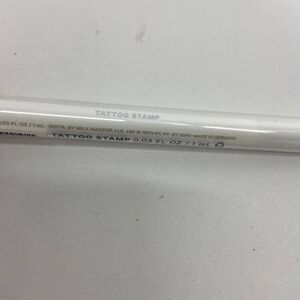 TATTOO STAMP
0.03 FL OZ / 1 mL - DISTR. BY MILK MAKEUP, LLC, 450 W 15TH ST, NY, NY 10011 - MADE IN GERMANY
TATTOO STAMP 0.03 FL OZ / 1 mL